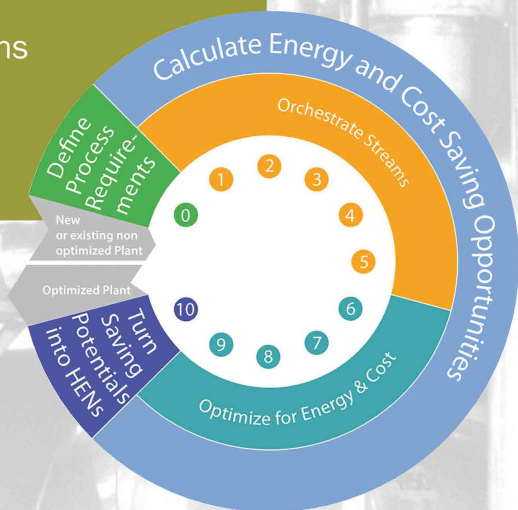 ns
Calculate Energy and Cost Saving Opportunities
Orchestrate Streams
Define
Process
Require-
ments
New
or existing non
optimized Plant
Optimized Plant
Turn
Saving
Potentials
into HENs
Optimize for Energy & Cost
0
1
2
3
4
5
6
7
8
9
10